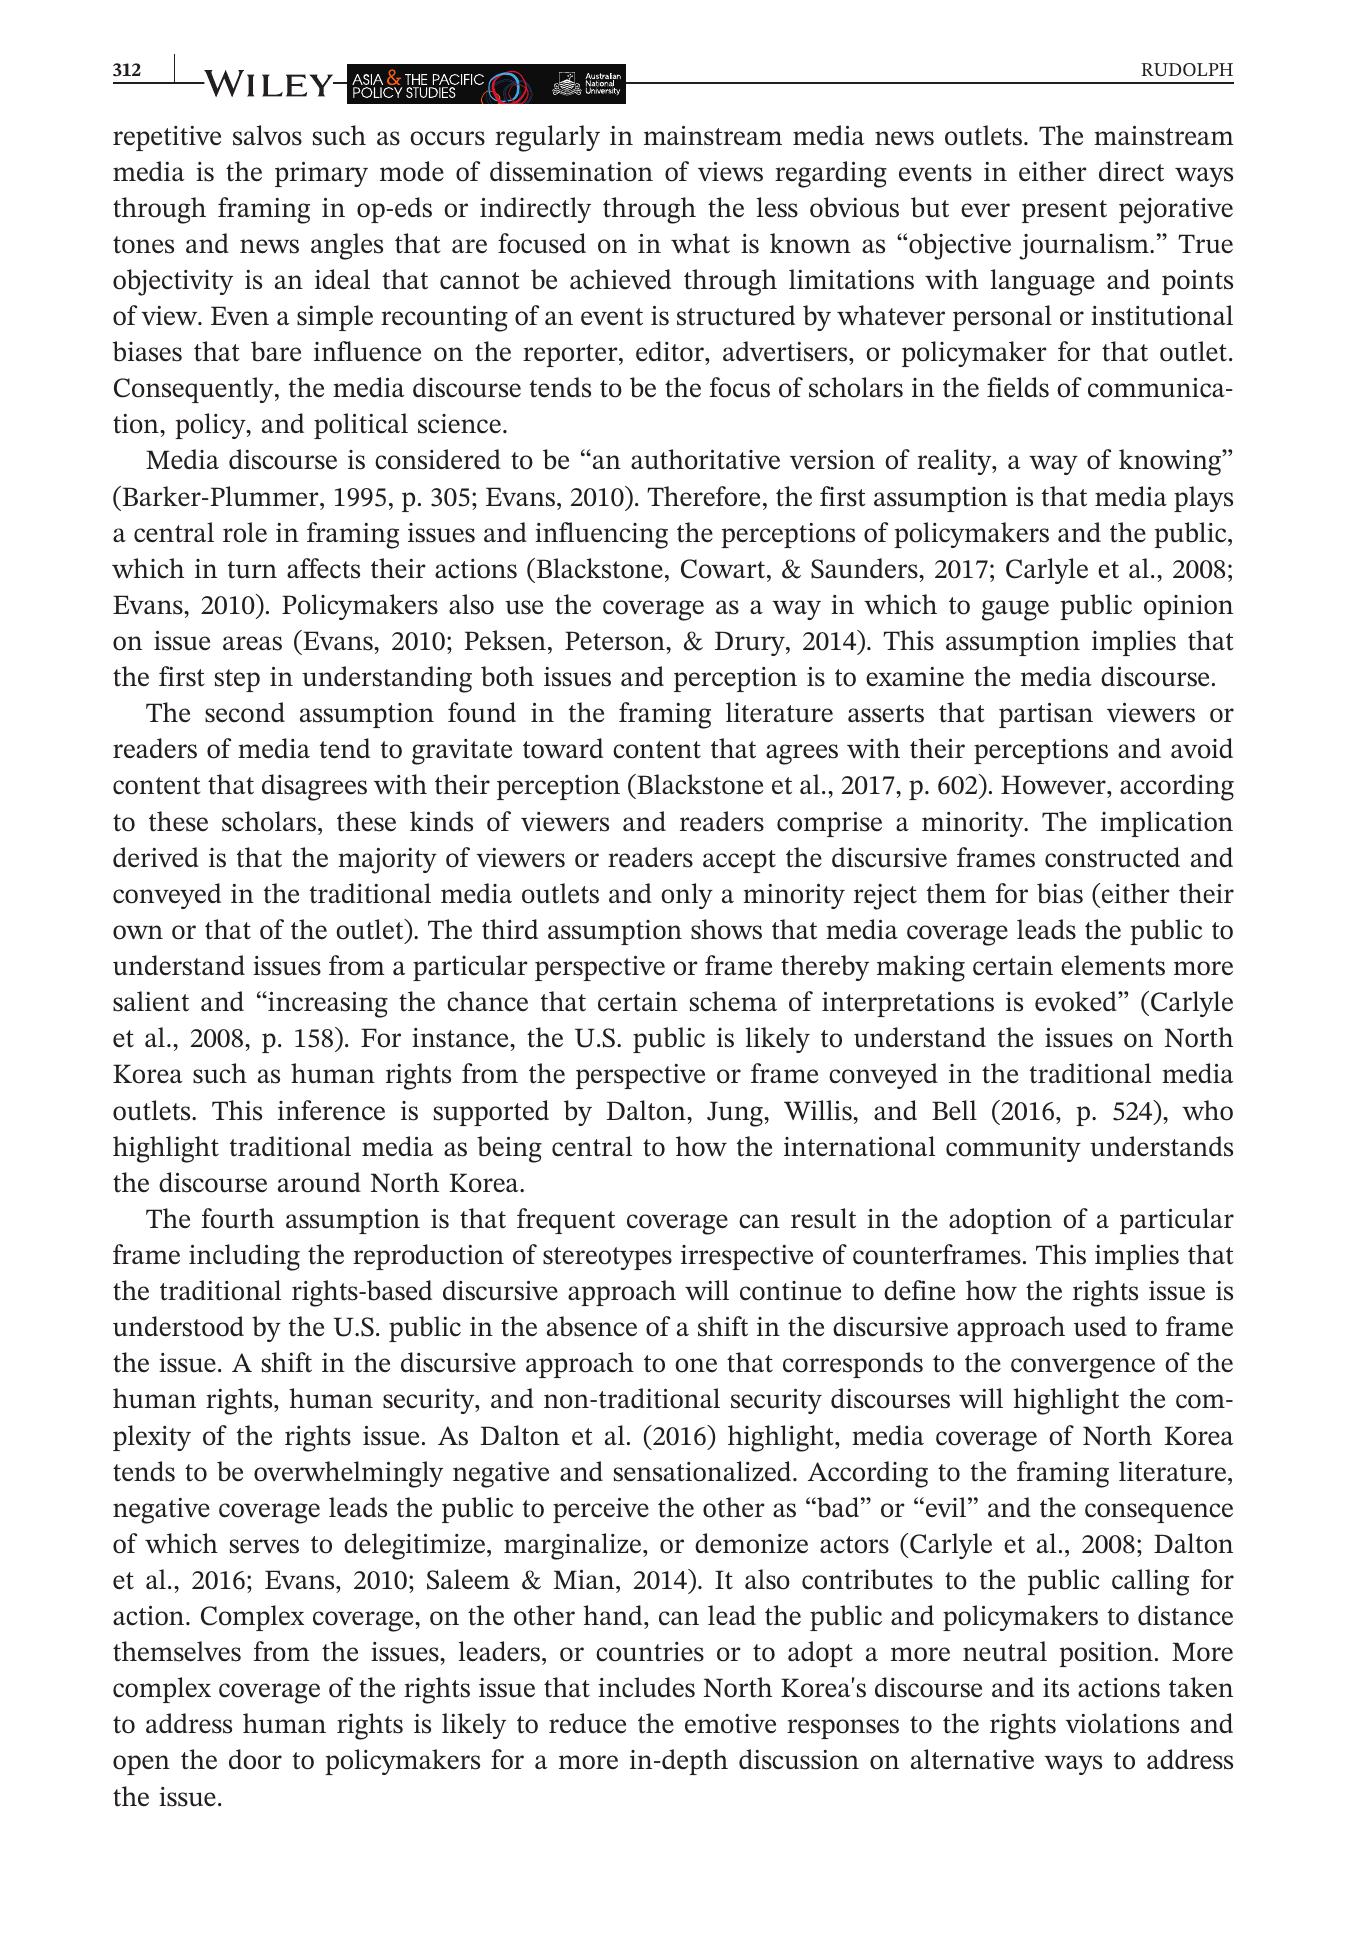 312
WILEY
ASIA & THE PACIFIC
POLICY STUDIES
Australian
National
University
RUDOLPH
repetitive salvos such as occurs regularly in mainstream media news outlets. The mainstream
media is the primary mode of dissemination of views regarding events in either direct ways
through framing in op-eds or indirectly through the less obvious but ever present pejorative
tones and news angles that are focused on in what is known as “objective journalism.” True
objectivity is an ideal that cannot be achieved through limitations with language and points
of view. Even a simple recounting of an event is structured by whatever personal or institutional
biases that bare influence on the reporter, editor, advertisers, or policymaker for that outlet.
Consequently, the media discourse tends to be the focus of scholars in the fields of communica-
tion, policy, and political science.
Media discourse is considered to be “an authoritative version of reality, a way of knowing”
(Barker-Plummer, 1995, p. 305; Evans, 2010). Therefore, the first assumption is that media plays
a central role in framing issues and influencing the perceptions of policymakers and the public,
which in turn affects their actions (Blackstone, Cowart, & Saunders, 2017; Carlyle et al., 2008;
Evans, 2010). Policymakers also use the coverage as a way in which to gauge public opinion
on issue areas (Evans, 2010; Peksen, Peterson, & Drury, 2014). This assumption implies that
the first step in understanding both issues and perception is to examine the media discourse.
The second assumption found in the framing literature asserts that partisan viewers or
readers of media tend to gravitate toward content that agrees with their perceptions and avoid
content that disagrees with their perception (Blackstone et al., 2017, p. 602). However, according
to these scholars, these kinds of viewers and readers comprise a minority. The implication
derived is that the majority of viewers or readers accept the discursive frames constructed and
conveyed in the traditional media outlets and only a minority reject them for bias (either their
own or that of the outlet). The third assumption shows that media coverage leads the public to
understand issues from a particular perspective or frame thereby making certain elements more
salient and “increasing the chance that certain schema of interpretations is evoked” (Carlyle
et al., 2008, p. 158). For instance, the U.S. public is likely to understand the issues on North
Korea such as human rights from the perspective or frame conveyed in the traditional media
outlets. This inference is supported by Dalton, Jung, Willis, and Bell (2016, p. 524), who
highlight traditional media as being central to how the international community understands
the discourse around North Korea.
The fourth assumption is that frequent coverage can result in the adoption of a particular
frame including the reproduction of stereotypes irrespective of counterframes. This implies that
the traditional rights-based discursive approach will continue to define how the rights issue is
understood by the U.S. public in the absence of a shift in the discursive approach used to frame
the issue. A shift in the discursive approach to one that corresponds to the convergence of the
human rights, human security, and non-traditional security discourses will highlight the com-
plexity of the rights issue. As Dalton et al. (2016) highlight, media coverage of North Korea
tends to be overwhelmingly negative and sensationalized. According to the framing literature,
negative coverage leads the public to perceive the other as “bad” or “evil” and the consequence
of which serves to delegitimize, marginalize, or demonize actors (Carlyle et al., 2008; Dalton
et al., 2016; Evans, 2010; Saleem & Mian, 2014). It also contributes to the public calling for
action. Complex coverage, on the other hand, can lead the public and policymakers to distance
themselves from the issues, leaders, or countries or to adopt a more neutral position. More
complex coverage of the rights issue that includes North Korea's discourse and its actions taken
to address human rights is likely to reduce the emotive responses to the rights violations and
open the door to policymakers for a more in-depth discussion on alternative ways to address
the issue.